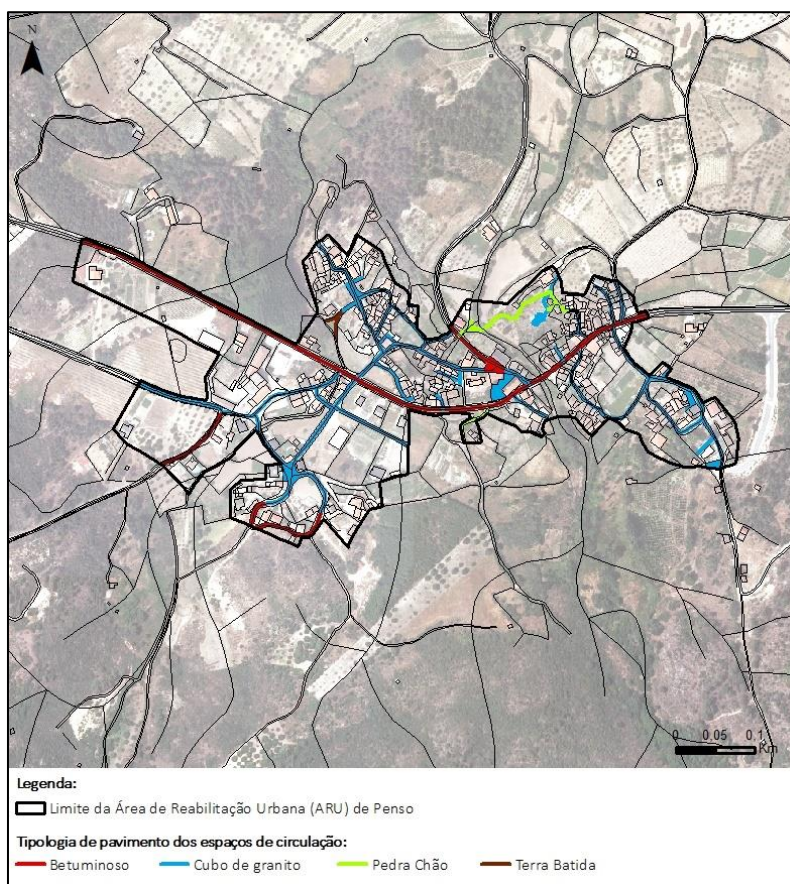 N
0 0.05 0.1
Km
Legenda:
Limite da Área de Reabilitação Urbana (ARU) de Penso
Tipologia de pavimento dos espaços de circulação:
Betuminoso Cubo de granito Pedra Chão Terra Batida